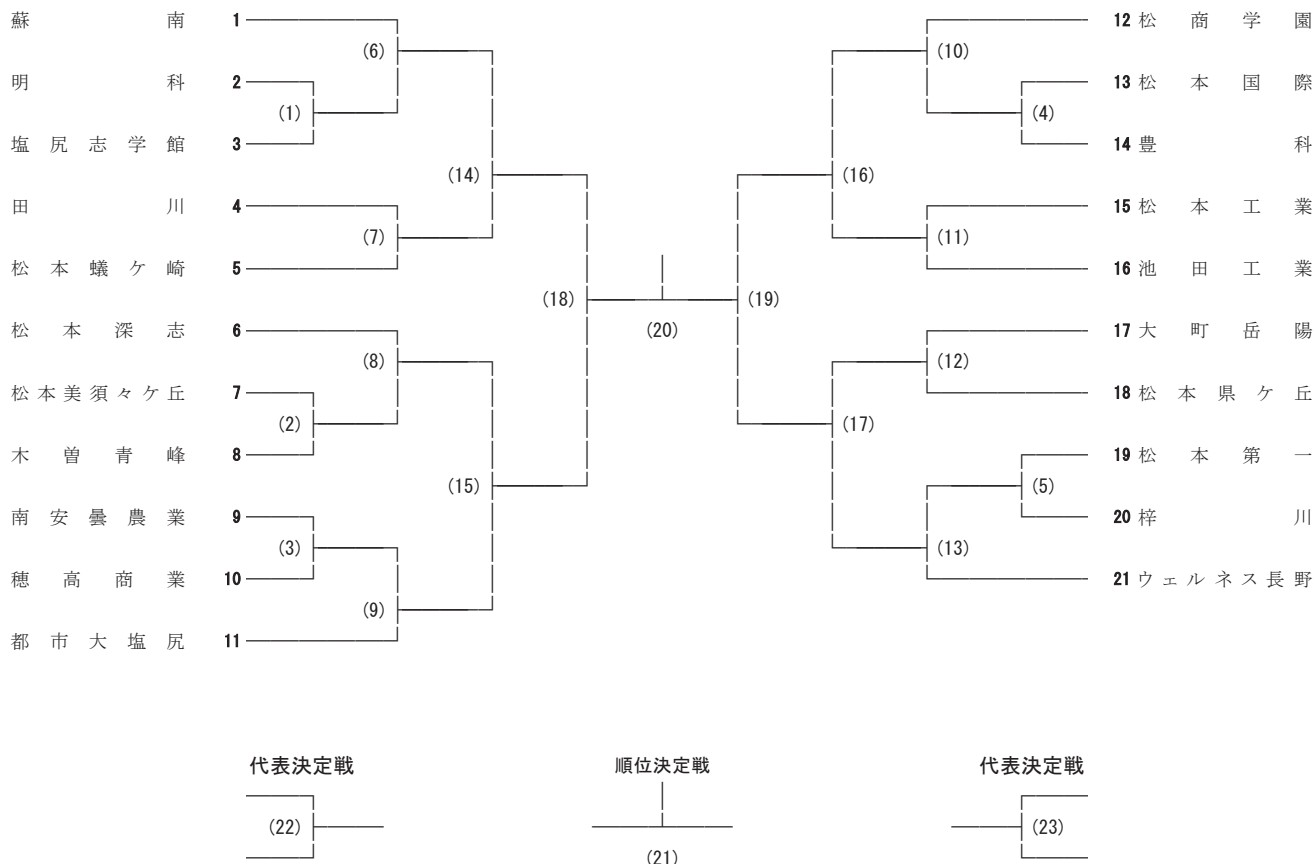 蘇南 1
(6)
明科 2
(1)
塩尻志学館 3
(14)
田川 4
(7)
松本蟻ケ崎 5
(18)
松本深志 6
(8)
松本美須々ケ丘 7
(2)
木曽青峰 8
(15)
南安曇農業 9
(3)
穂高商業 10
(9)
都市大塩尻 11
(20)
12 松商学園
(10)
13 松本国際
(4)
14 豊科
(16)
15 松本工業
(11)
16 池田工業
(19)
17 大町岳陽
(12)
18 松本県ケ丘
(17)
19 松本第一
(5)
20 梓川
(13)
21 ウェルネス長野
代表決定戦
(22)
順位決定戦
(21)
代表決定戦
(23)